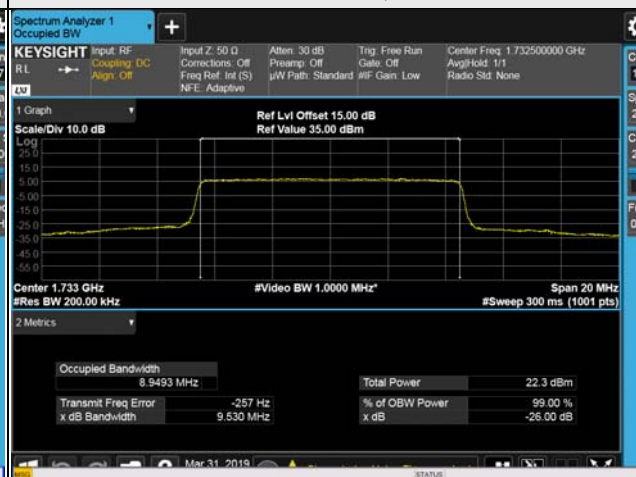 Spectrum Analyzer 1
Occupied BW
+
KEYSIGHT
RL
LXI
Input: RF
Coupling: DC
Align: Off
Input Z: 50 Ω
Corrections: Off
Freq Ref: Int (S)
NFE: Adaptive
Atten: 30 dB
Preamp: Off
µW Path: Standard
Trig: Free Run
Gate: Off
#IF Gain: Low
Center Freq: 1.732500000 GHz
Avg|Hold: 1/1
Radio Std: None
1 Graph
Scale/Div 10.0 dB
Ref Lvl Offset 15.00 dB
Ref Value 35.00 dBm
Log
25.0
15.0
5.00
-5.00
-15.0
-25.0
-35.0
-45.0
-55.0
Center 1.733 GHz
#Res BW 200.00 kHz
#Video BW 1.0000 MHz*
Span 20 MHz
#Sweep 300 ms (1001 pts)
2 Metrics
Occupied Bandwidth
8.9493 MHz
Total Power 22.3 dBm
Transmit Freq Error -257 Hz
% of OBW Power 99.00 %
x dB Bandwidth 9.530 MHz
x dB -26.00 dB
Mar 31, 2019
MSG
STATUS